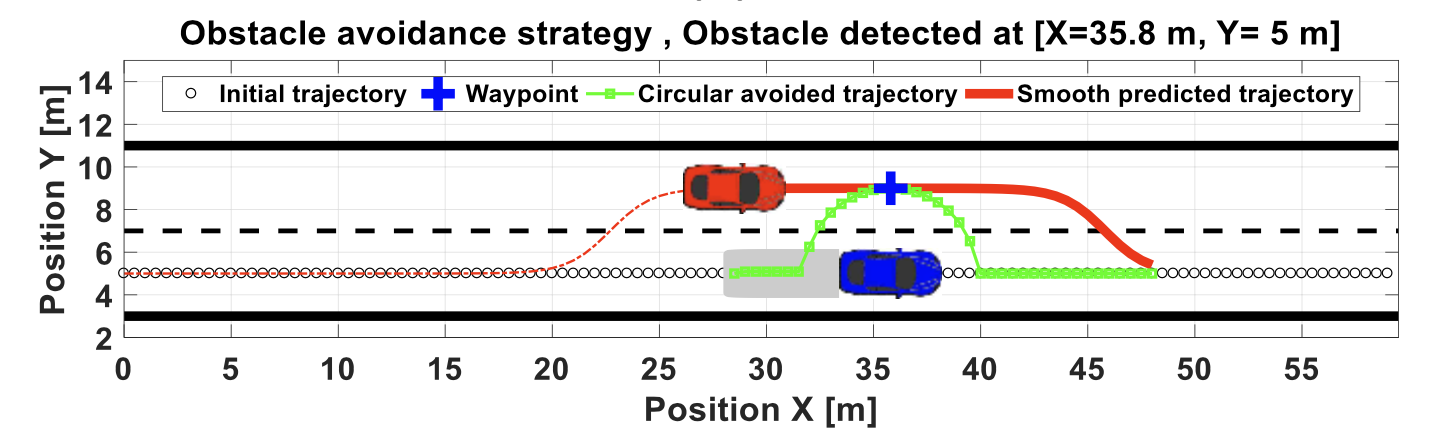 Obstacle avoidance strategy , Obstacle detected at [X=35.8 m, Y= 5 m]
Initial trajectory Waypoint Circular avoided trajectory Smooth predicted trajectory
Position Y [m]
14
12
10
8
6
4
2
0 5 10 15 20 25 30 35 40 45 50 55
Position X [m]